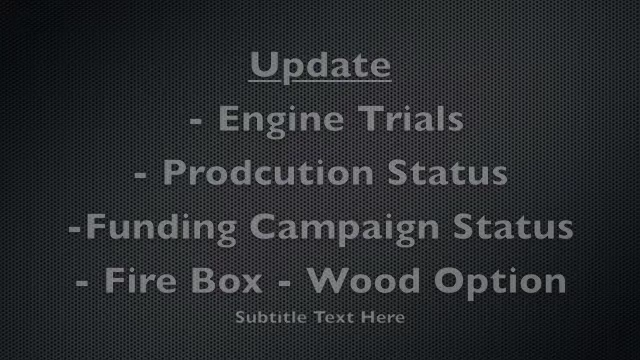 Update
- Engine Trials
- Prodcution Status
-Funding Campaign Status
- Fire Box - Wood Option
Subtitle Text Here